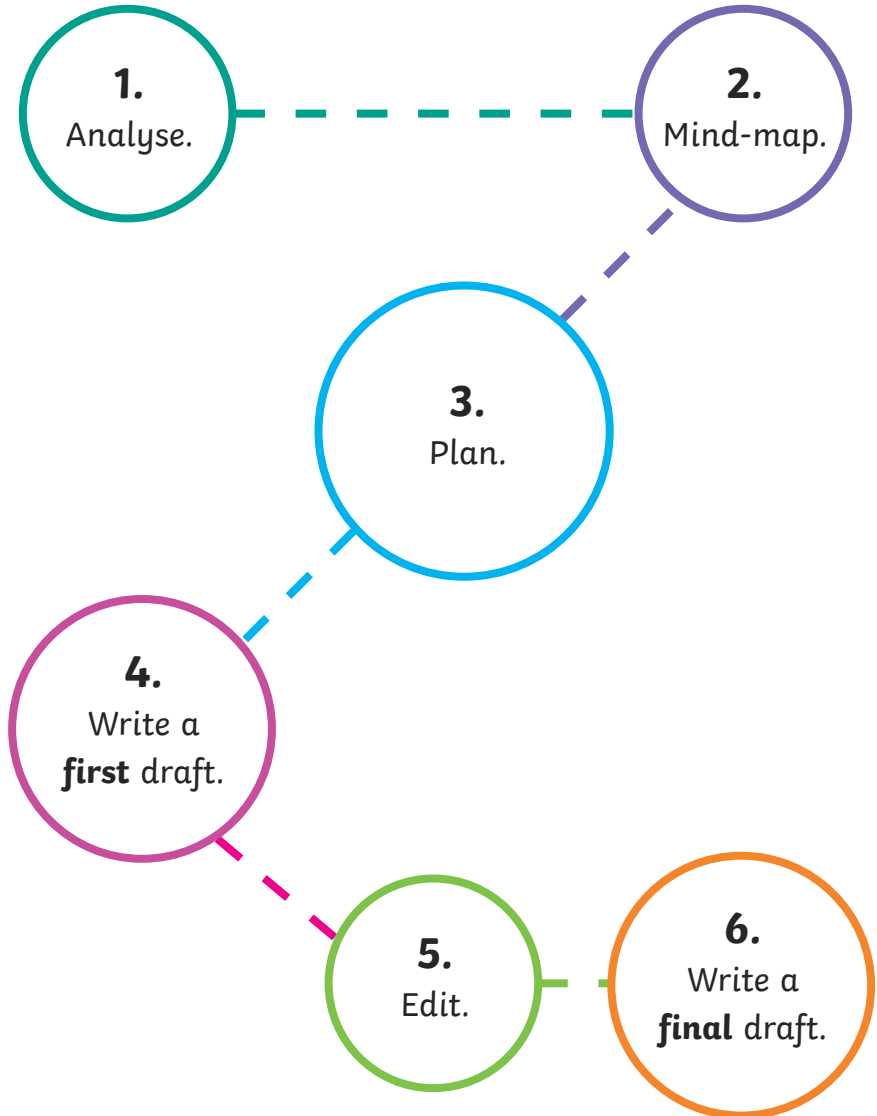 1.
Analyse.
2.
Mind-map.
3.
Plan.
4.
Write a
first draft.
5.
Edit.
6.
Write a
final draft.